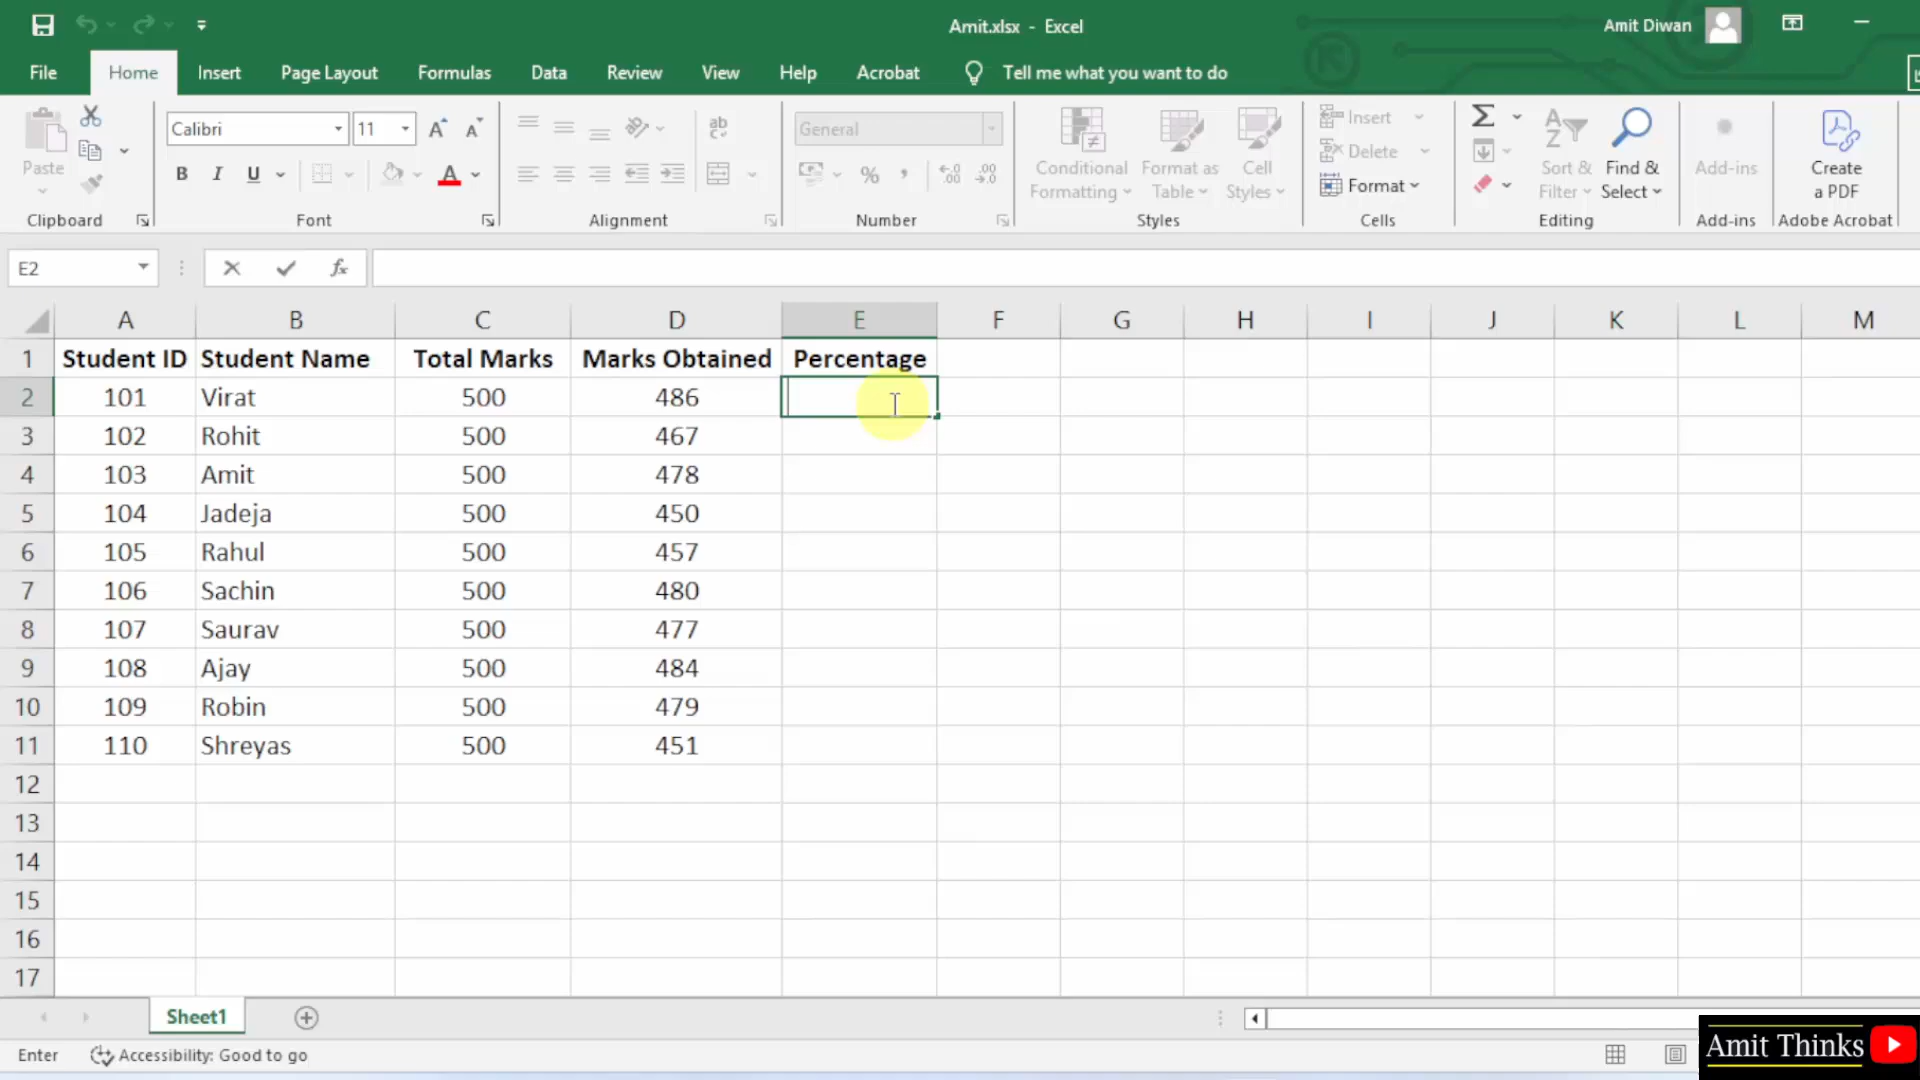 Amit.xlsx - Excel
Amit Diwan
File Home Insert Page Layout Formulas Data Review View Help Acrobat Tell me what you want to do
Paste
Clipboard
Calibri 11
B I U A
Font
ab
Alignment
General
% ,
Number
Conditional Formatting
Format as Table
Cell Styles
Styles
Insert
Delete
Format
Cells
Sort & Filter
Find & Select
Editing
Add-ins
Add-ins
Create a PDF
Adobe Acrobat
E2 fx
A B C D E F G H I J K L M
1 Student ID Student Name Total Marks Marks Obtained Percentage
2 101 Virat 500 486
3 102 Rohit 500 467
4 103 Amit 500 478
5 104 Jadeja 500 450
6 105 Rahul 500 457
7 106 Sachin 500 480
8 107 Saurav 500 477
9 108 Ajay 500 484
10 109 Robin 500 479
11 110 Shreyas 500 451
12
13
14
15
16
17
Sheet1
Enter Accessibility: Good to go
Amit Thinks